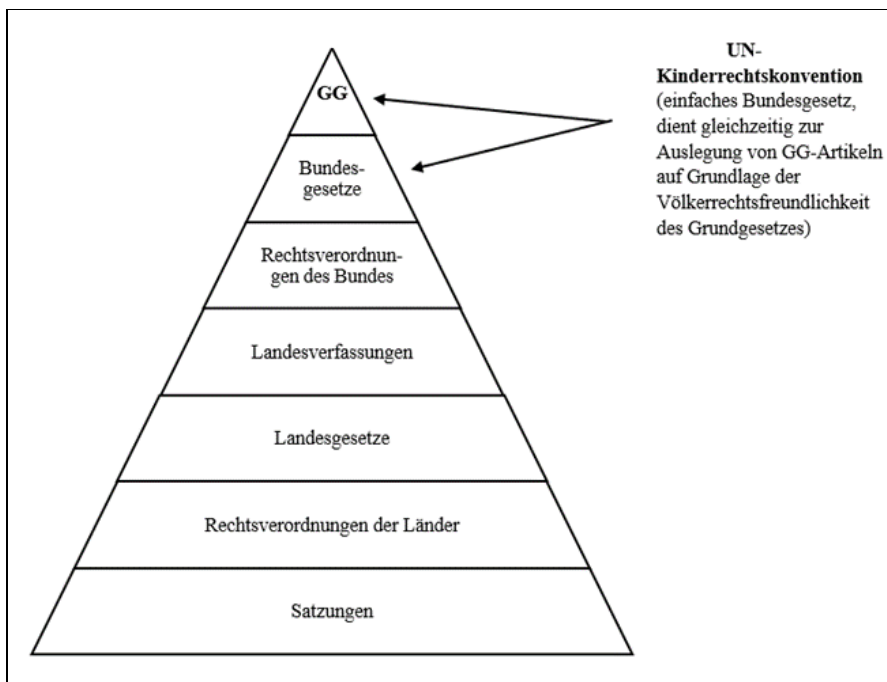 GG
Bundes-
gesetze
Rechtsverordnun-
gen des Bundes
Landesverfassungen
Landesgesetze
Rechtsverordnungen der Länder
Satzungen
UN-
Kinderrechtskonvention
(einfaches Bundesgesetz,
dient gleichzeitig zur
Auslegung von GG-Artikeln
auf Grundlage der
Völkerrechtsfreundlichkeit
des Grundgesetzes)